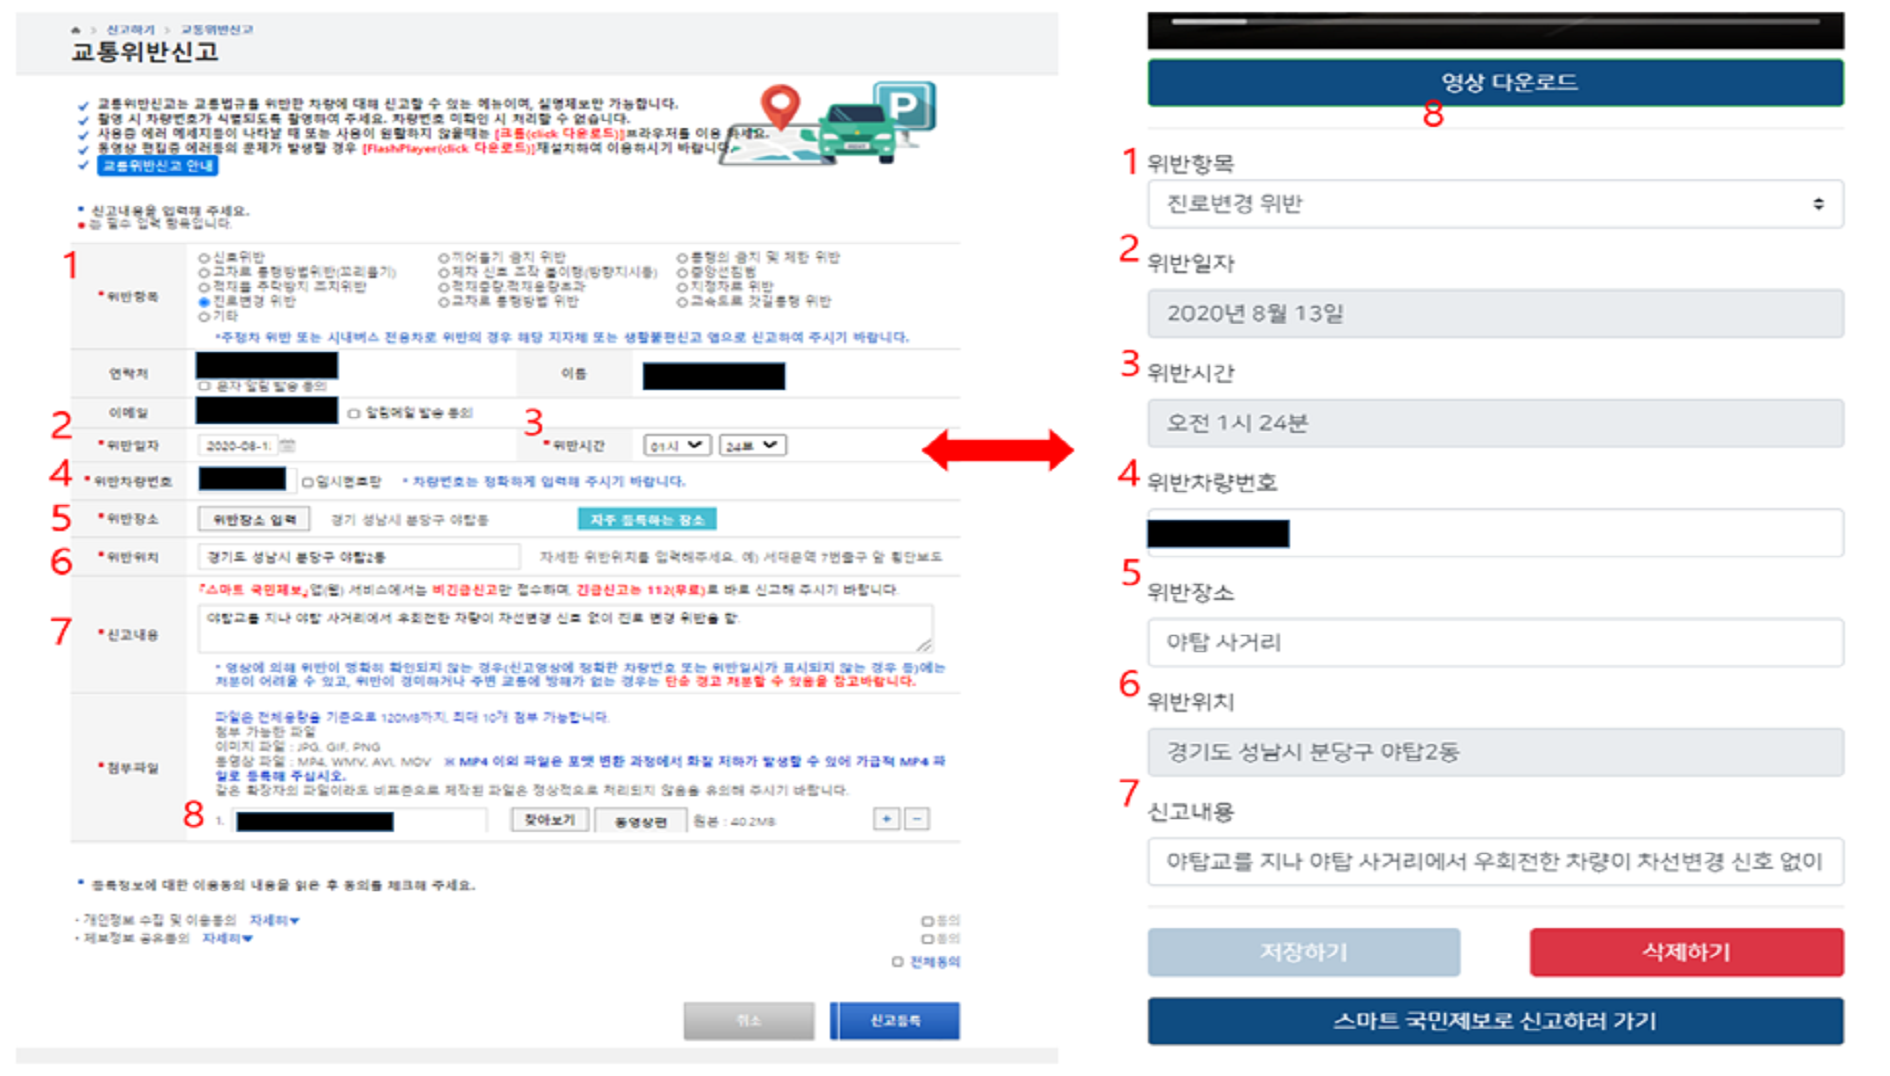 > 신고하기 > 교통위반신고
교통위반신고
교통위반신고는 교통법규를 위반한 차량에 대해 신고할 수 있는 메뉴이며, 실명제보만 가능합니다.
촬영 시 차량번호가 식별되도록 촬영하여 주세요. 차량번호 미확인 시 처리할 수 없습니다.
사용중 에러 메세지등이 나타날 때 또는 사용이 원활하지 않을때는 [크롬(click 다운로드)]브라우저를 이용 하세요.
동영상 편집중 에러등의 문제가 발생할 경우 [FlashPlayer(click 다운로드)]재설치하여 이용하시기 바랍니다.
교통위반신고 안내
P
신고내용을 입력해 주세요.
는 필수 입력 항목입니다.
1
*위반항목
신호위반 끼어들기 금지 위반 통행의 금지 및 제한 위반
교차로 통행방법위반(꼬리물기) 제차 신호 조작 불이행(방향지시등) 중앙선침범
적재물 추락방지 조치위반 적재중량,적재용량초과 지정차로 위반
진로변경 위반 교차로 통행방법 위반 고속도로 갓길통행 위반
기타
*주정차 위반 또는 시내버스 전용차로 위반의 경우 해당 지자체 또는 생활불편신고 앱으로 신고하여 주시기 바랍니다.
연락처 이름
문자 알림 발송 동의
이메일 알림메일 발송 동의
2 3
*위반일자 2020-08-1 *위반시간 01시 24분
4 *위반차량번호 임시번호판 * 차량번호는 정확하게 입력해 주시기 바랍니다.
5 *위반장소 위반장소 입력 경기 성남시 분당구 야탑동 자주 등록하는 장소
6 *위반위치 경기도 성남시 분당구 야탑2동 자세한 위반위치를 입력해주세요. 예) 서대문역 7번출구 앞 횡단보도
『스마트 국민제보』앱(웹) 서비스에서는 비긴급신고만 접수하며, 긴급신고는 112(무료)로 바로 신고해 주시기 바랍니다.
7 *신고내용 야탑교를 지나 야탑 사거리에서 우회전한 차량이 차선변경 신호 없이 진로 변경 위반을 함.
* 영상에 의해 위반이 명확히 확인되지 않는 경우(신고영상에 정확한 차량번호 또는 위반일시가 표시되지 않는 경우 등)에는
처분이 어려울 수 있고, 위반이 경미하거나 주변 교통에 방해가 없는 경우는 단순 경고 처분할 수 있음을 참고바랍니다.
파일은 전체용량을 기준으로 120MB까지, 최대 10개 첨부 가능합니다.
첨부 가능한 파일
이미지 파일 : JPG, GIF, PNG
*첨부파일
동영상 파일 : MP4, WMV, AVI, MOV ※ MP4 이외 파일은 포맷 변환 과정에서 화질 저하가 발생할 수 있어 가급적 MP4 파
일로 등록해 주십시오.
같은 확장자의 파일이라도 비표준으로 제작된 파일은 정상적으로 처리되지 않음을 유의해 주시기 바랍니다.
8 1. 찾아보기 동영상편 원본 : 40.2MB + -
등록정보에 대한 이용동의 내용을 읽은 후 동의를 체크해 주세요.
- 개인정보 수집 및 이용동의 자세히▼ 동의
- 제보정보 공유동의 자세히▼ 동의
전체동의
취소 신고등록
영상 다운로드
8
1 위반항목
진로변경 위반
2 위반일자
2020년 8월 13일
3 위반시간
오전 1시 24분
4 위반차량번호
5 위반장소
야탑 사거리
6 위반위치
경기도 성남시 분당구 야탑2동
7 신고내용
야탑교를 지나 야탑 사거리에서 우회전한 차량이 차선변경 신호 없이
저장하기 삭제하기
스마트 국민제보로 신고하러 가기